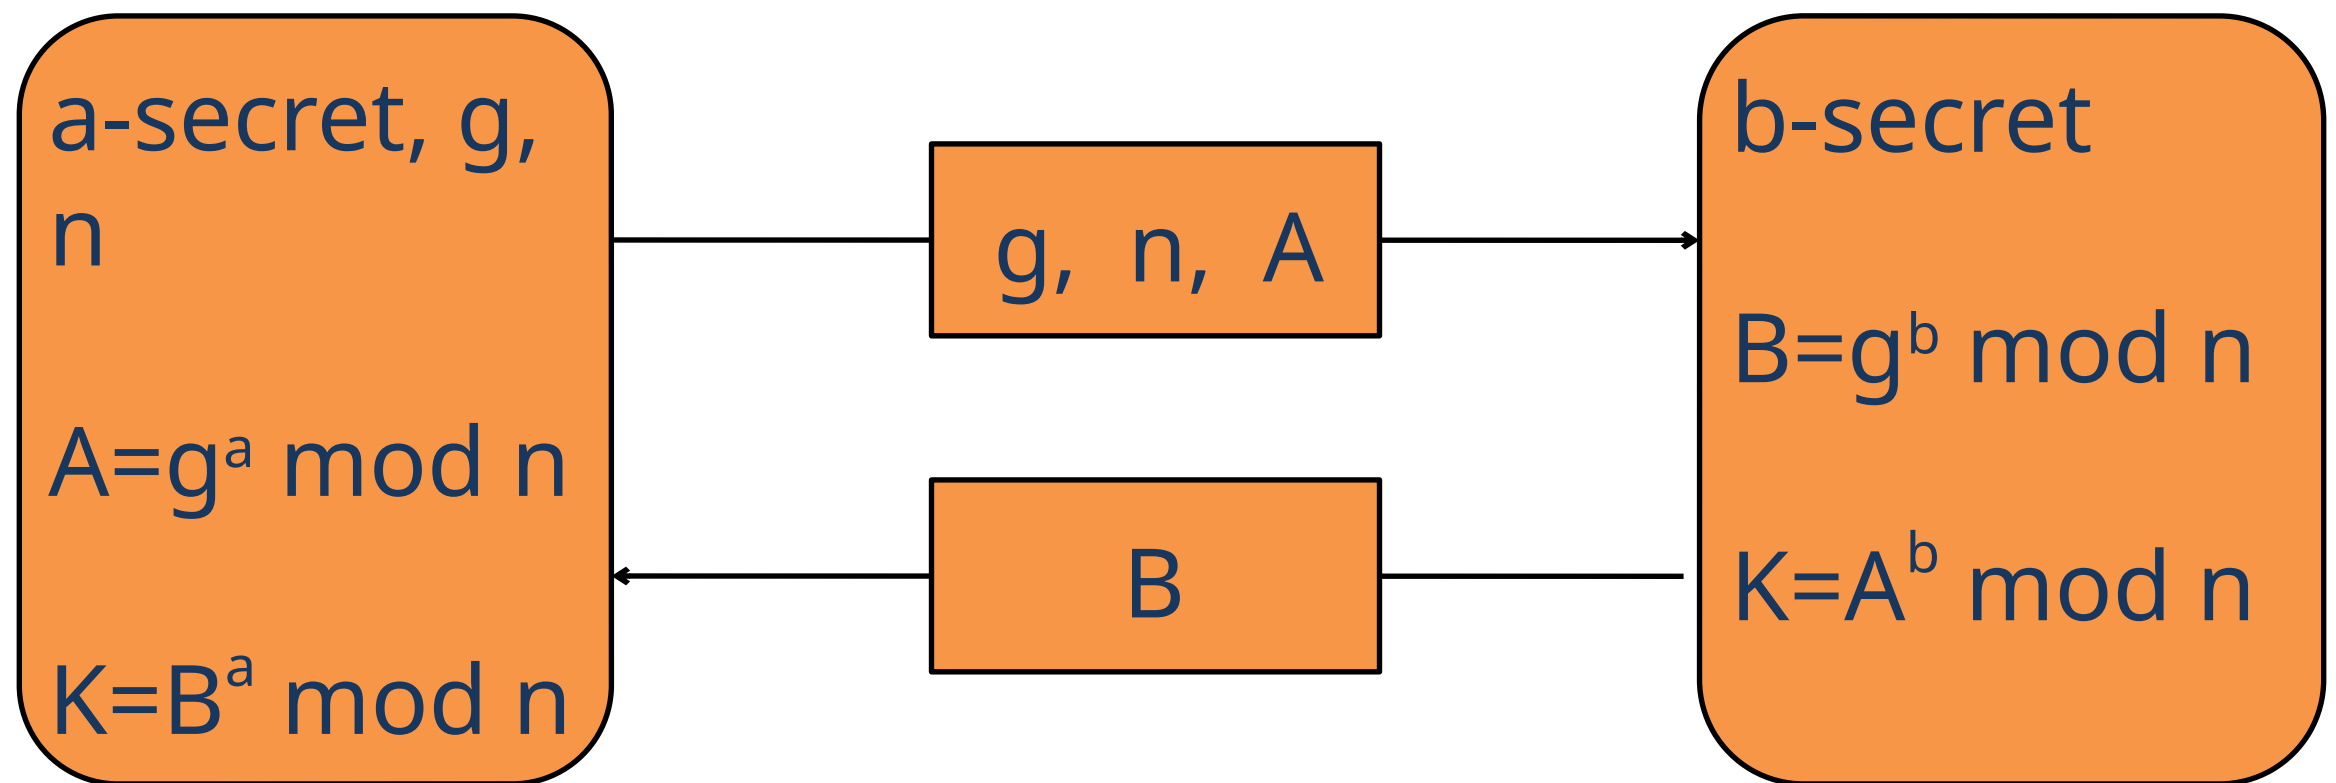 a-secret, g,
n
A=gᵃ mod n
K=Bᵃ mod n
g, n, A
B
b-secret
B=gᵇ mod n
K=Aᵇ mod n